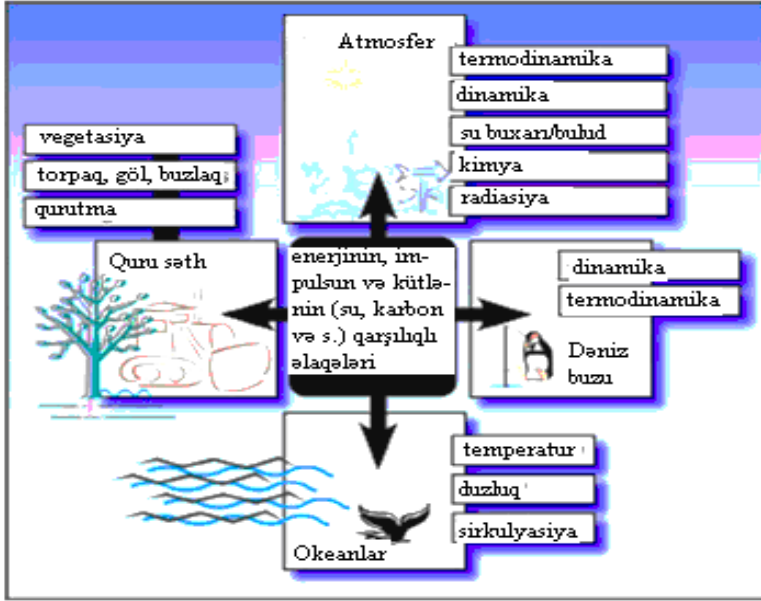 Atmosfer
termodinamika
dinamika
su buxarı/bulud
kimya
radiasiya
vegetasiya
torpaq, göl, buzlaq;
qurutma
Quru səth
enerjinin, im-
pulsun və kütlə-
nin (su, karbon
və s.) qarşılıqlı
əlaqələri
dinamika
termodinamika
Dəniz
buzu
temperatur
duzluq
sirkulyasiya
Okeanlar